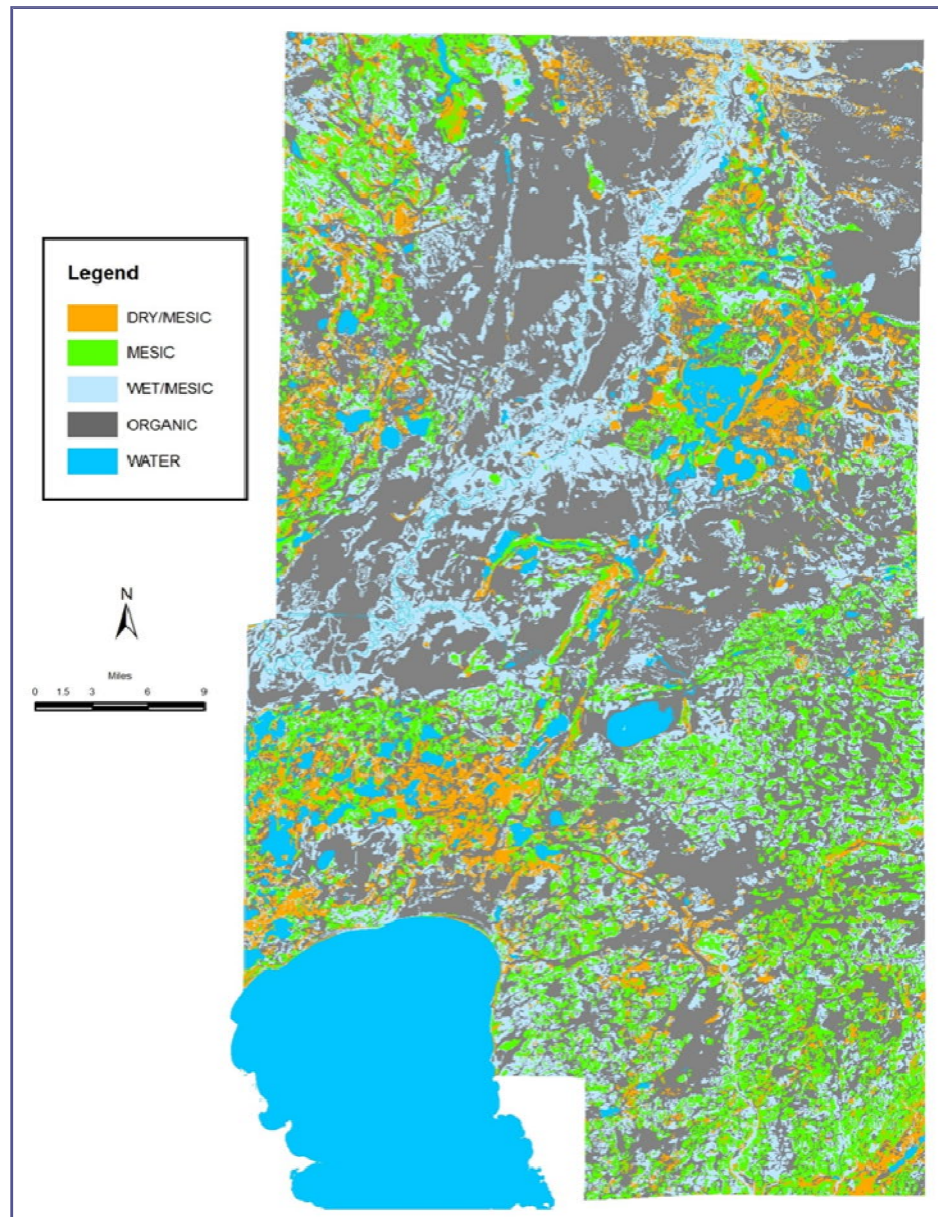 Legend
DRY/MESIC
MESIC
WET/MESIC
ORGANIC
WATER
N
Miles
0 1.5 3 6 9